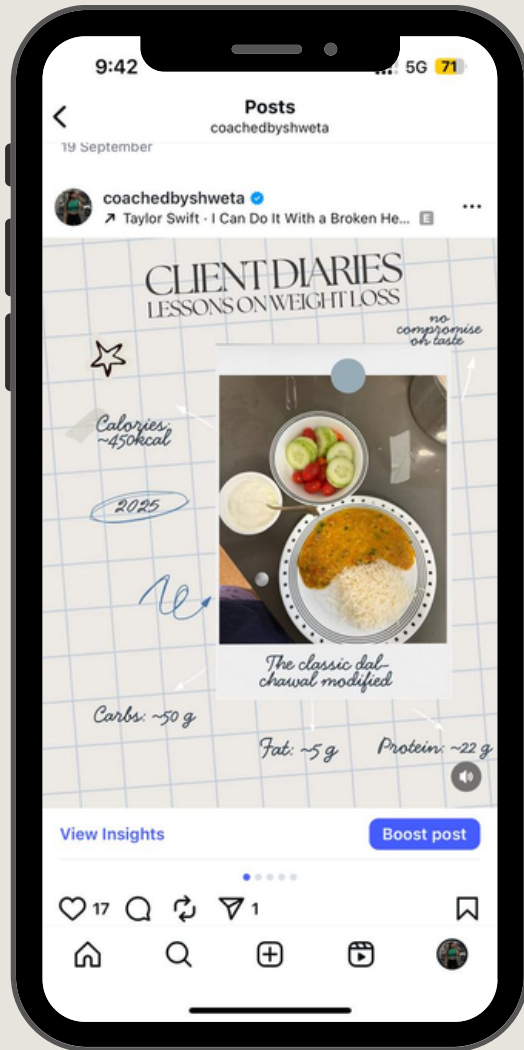 9:42
5G 71
Posts
coachedbyshweta
19 September
coachedbyshweta
Taylor Swift · I Can Do It With a Broken He... E
CLIENT DIARIES
LESSONS ON WEIGHT LOSS
no
compromise
on taste
Calories:
~450kcal
2025
The classic dal-
chawal modified
Carbs: ~50 g
Fat: ~5 g
Protein: ~22 g
View Insights
Boost post
17
1